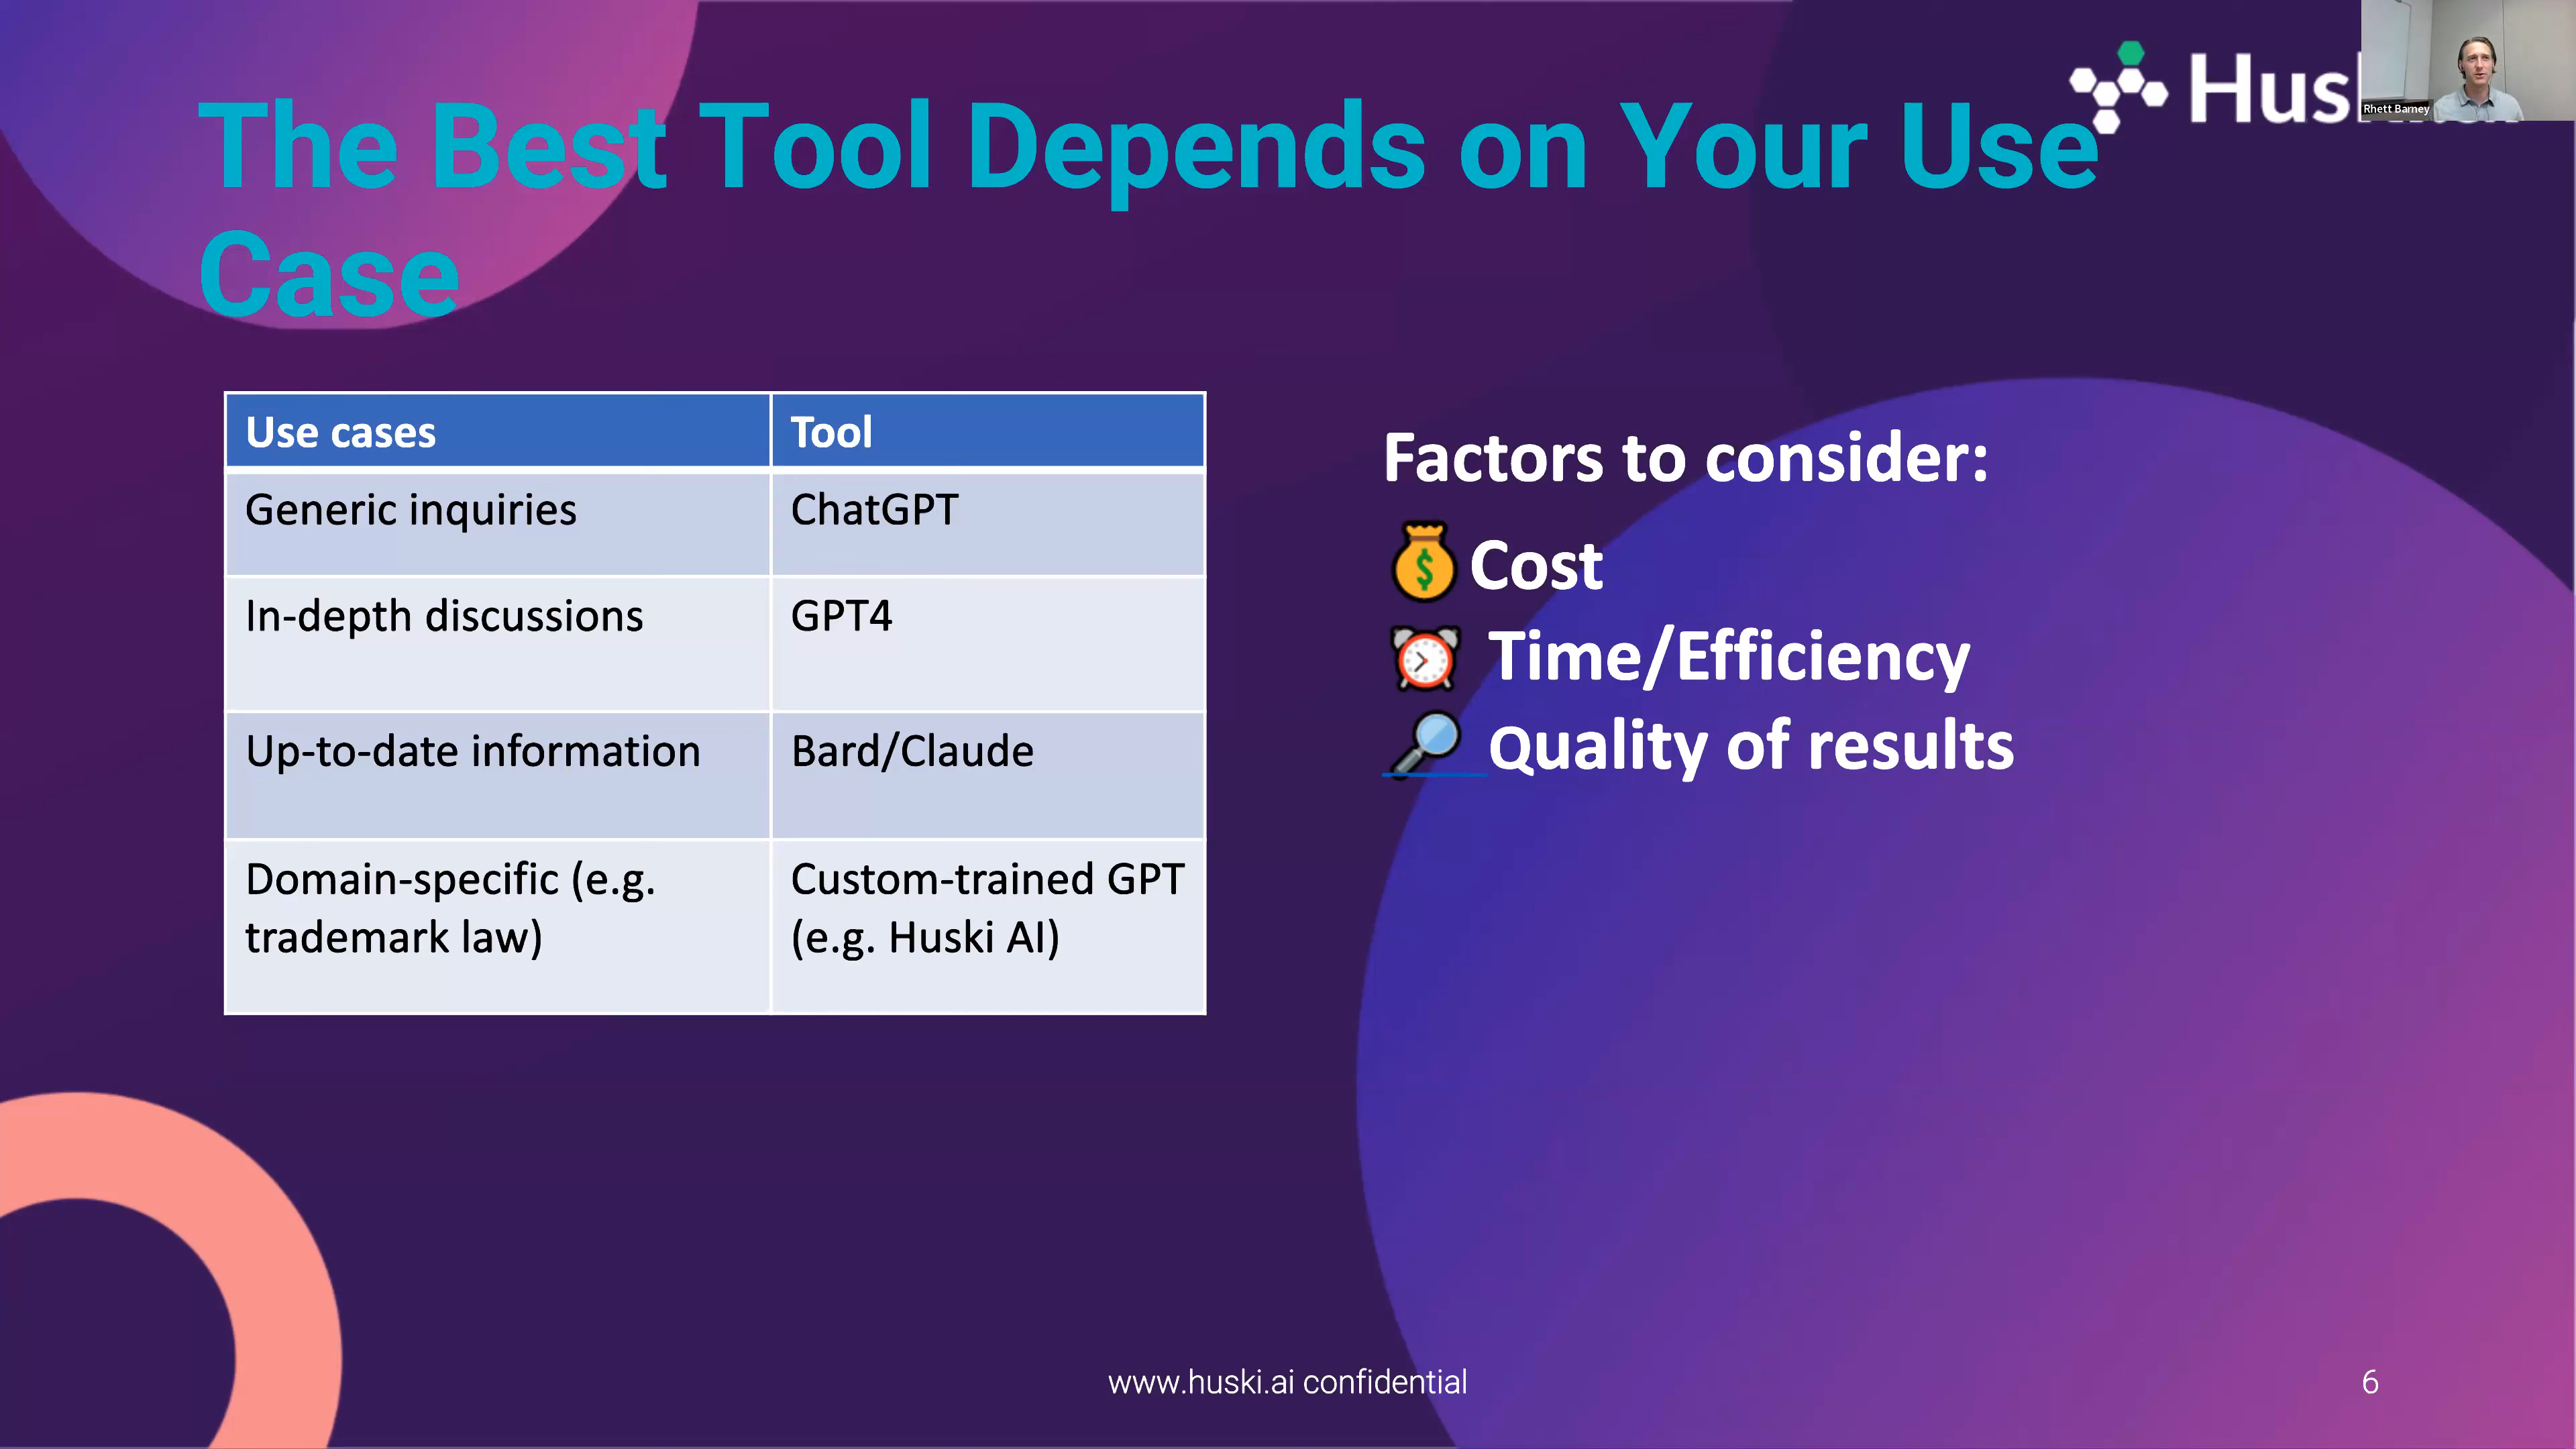 The Best Tool Depends on Your Use
Case
Rhett Barney
Use cases
Tool
Generic inquiries
ChatGPT
In-depth discussions
GPT4
Up-to-date information
Bard/Claude
Domain-specific (e.g.
trademark law)
Custom-trained GPT
(e.g. Huski AI)
Factors to consider:
Cost
Time/Efficiency
Quality of results
www.huski.ai confidential
6